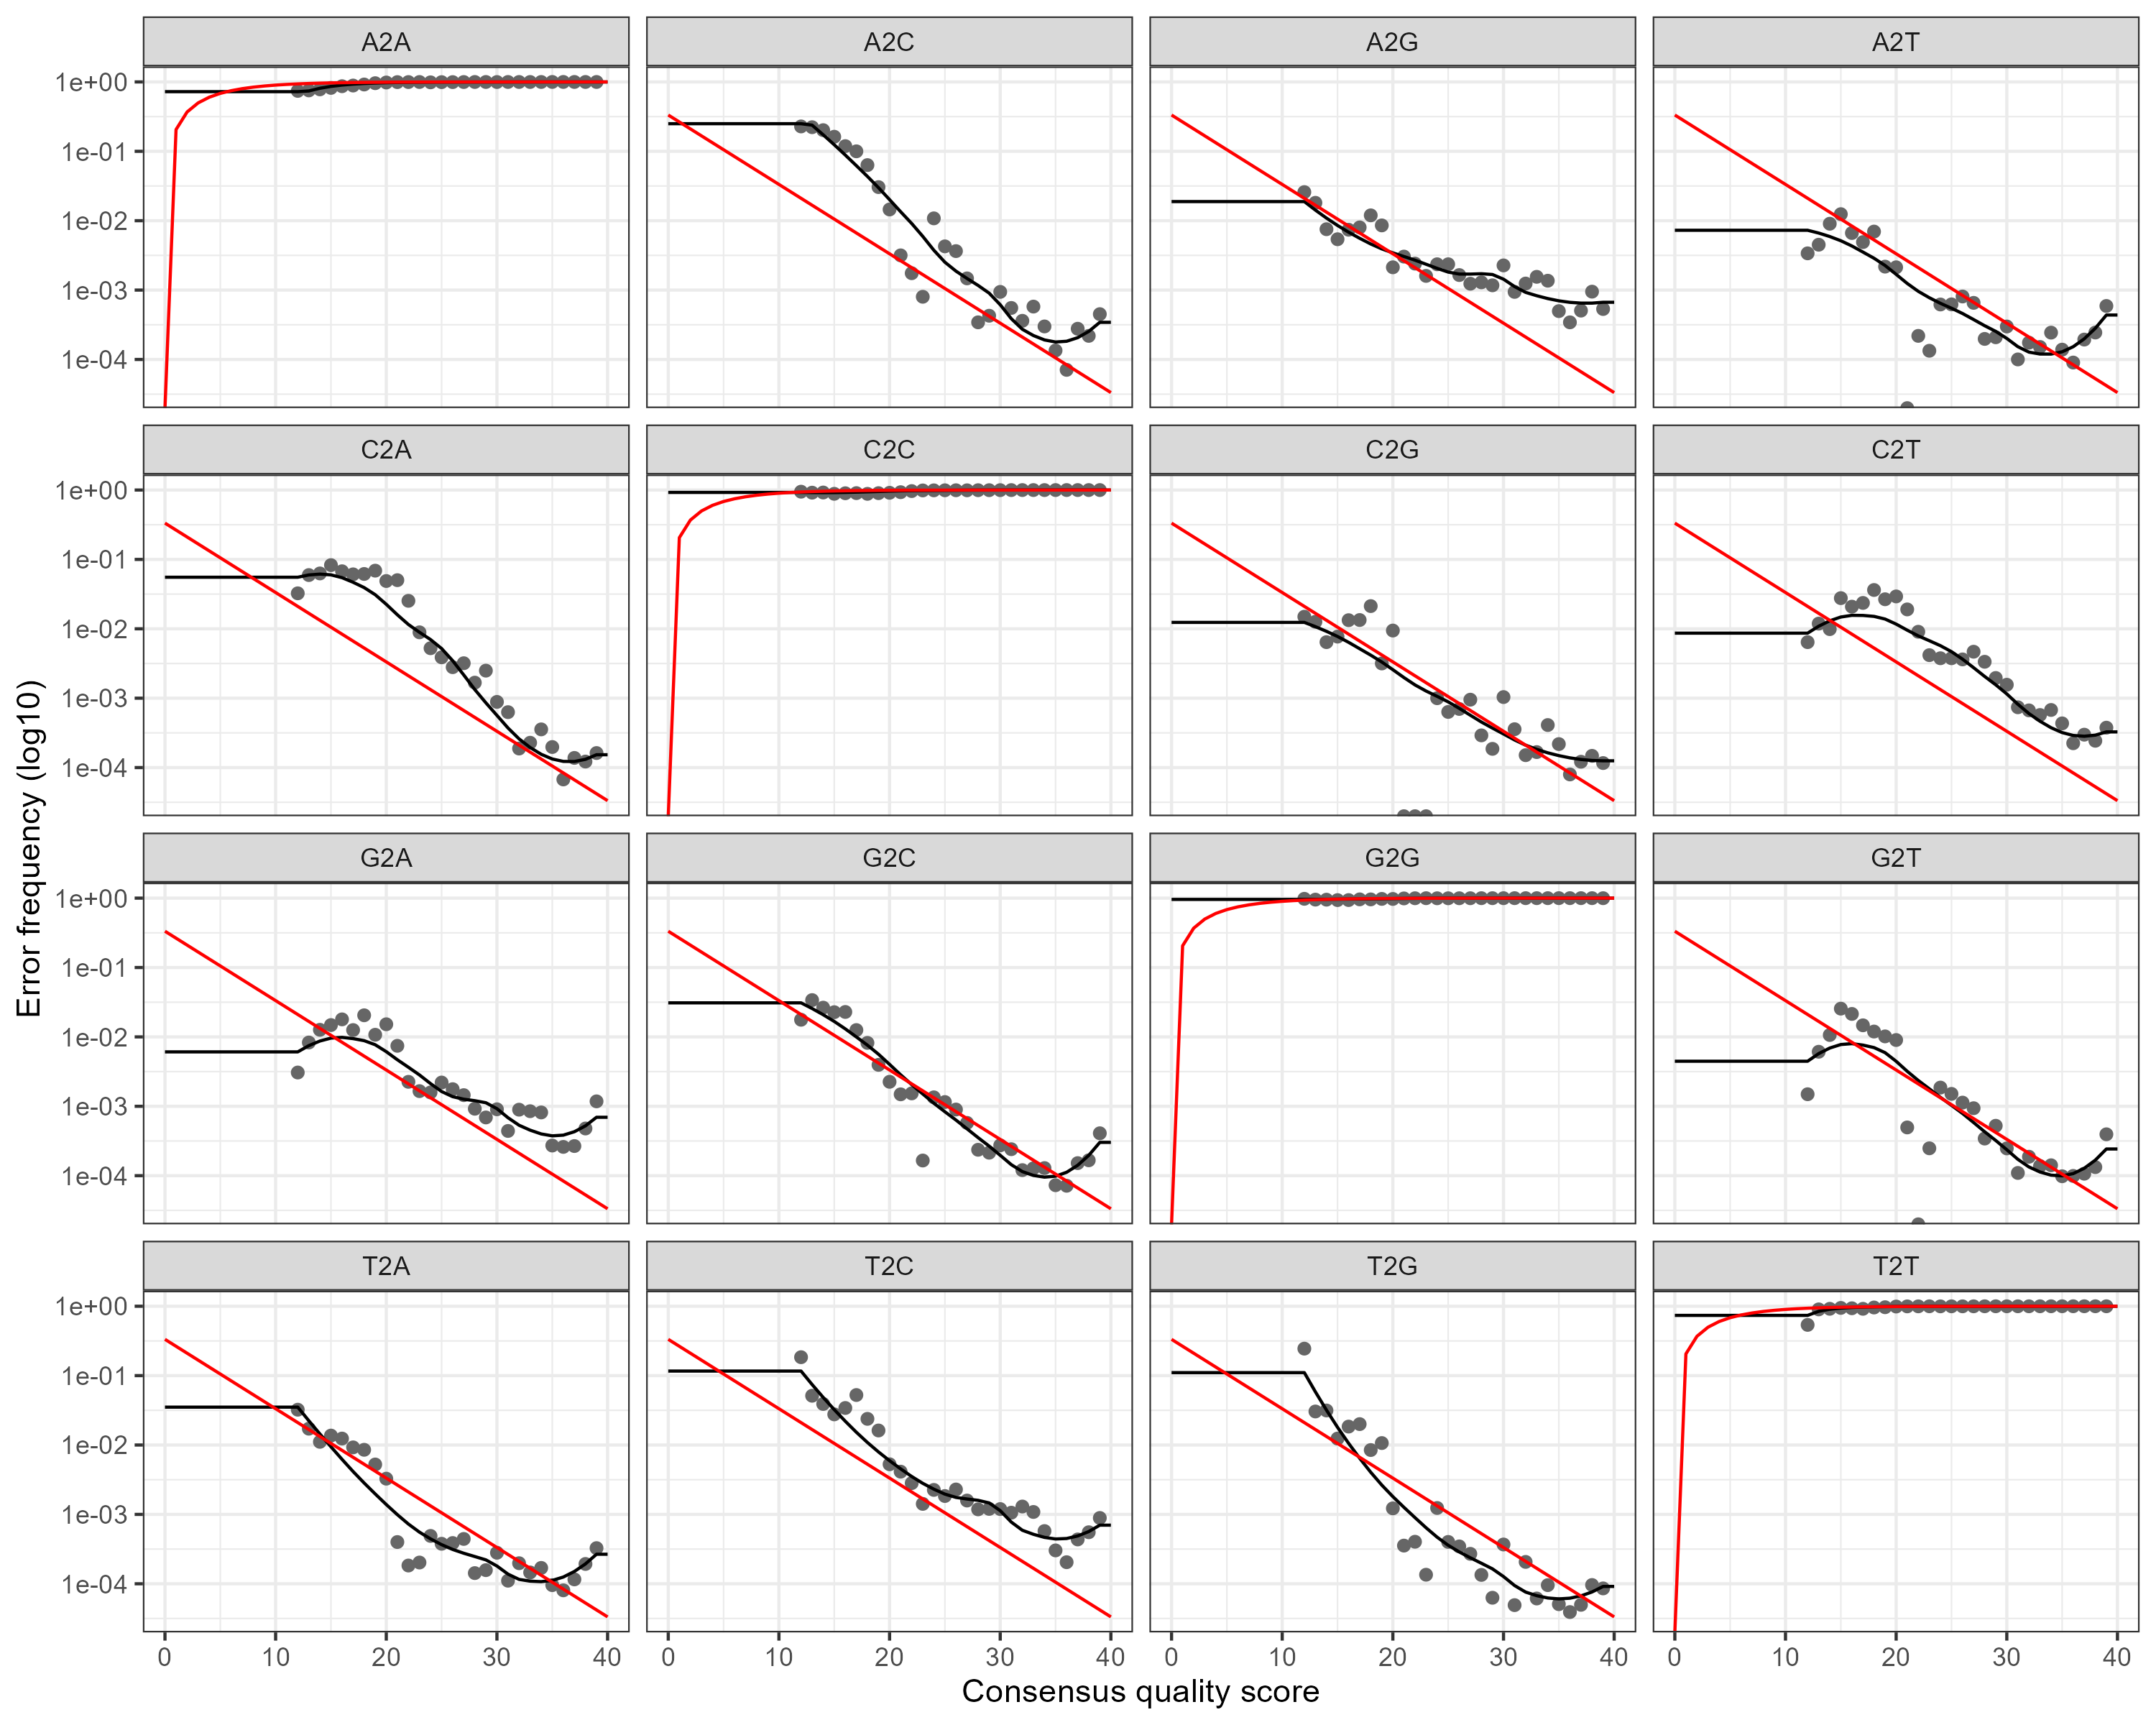 A2A A2C A2G A2T
1e+00
1e-01
1e-02
1e-03
1e-04
C2A C2C C2G C2T
1e+00
1e-01
1e-02
1e-03
1e-04
Error frequency (log10)
G2A G2C G2G G2T
1e+00
1e-01
1e-02
1e-03
1e-04
T2A T2C T2G T2T
1e+00
1e-01
1e-02
1e-03
1e-04
0 10 20 30 40 0 10 20 30 40 0 10 20 30 40 0 10 20 30 40
Consensus quality score